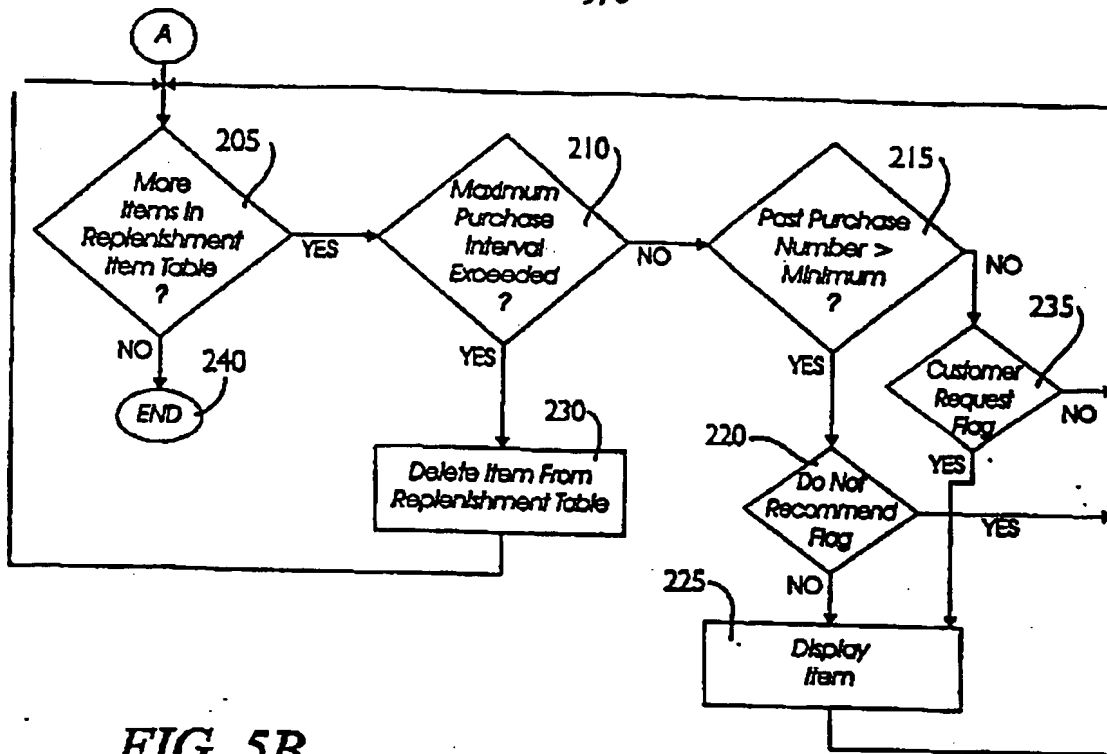 A
205
More
Items In
Replenishment
Item Table
?
YES
NO
240
END
210
Maximum
Purchase
Interval
Exceeded
?
NO
YES
230
Delete Item From
Replenishment Table
215
Past Purchase
Number >
Minimum
?
NO
YES
235
Customer
Request
Flag
NO
YES
220
Do Not
Recommend
Flag
YES
NO
225
Display
Item
FIG. 5B